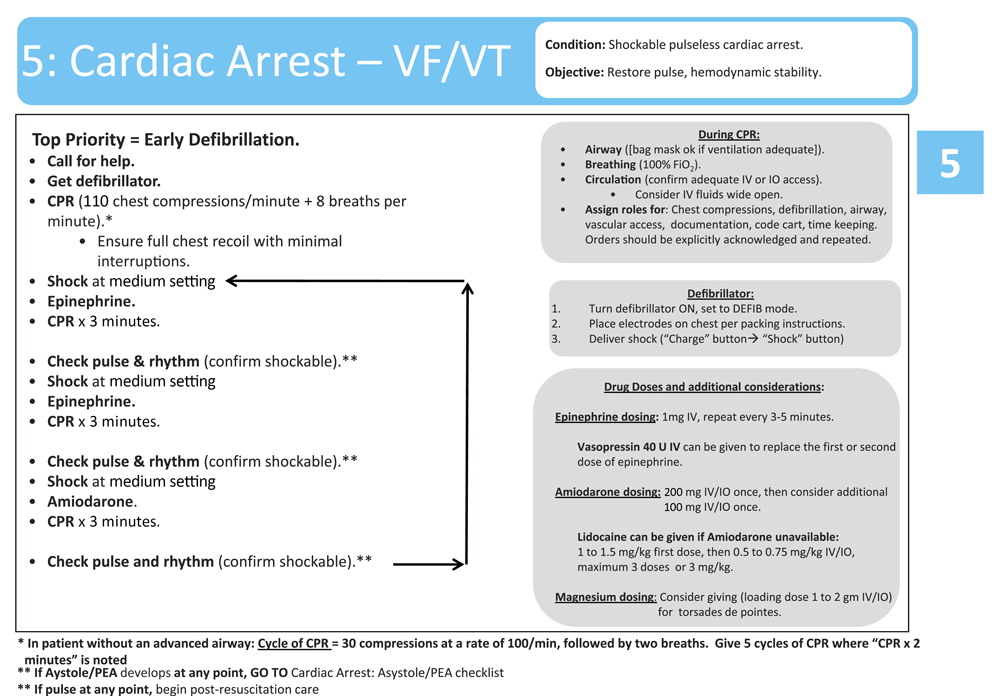 5: Cardiac Arrest – VF/VT
Condition: Shockable pulseless cardiac arrest.
Objective: Restore pulse, hemodynamic stability.
5
Top Priority = Early Defibrillation.
• Call for help.
• Get defibrillator.
• CPR (110 chest compressions/minute + 8 breaths per
minute).*
• Ensure full chest recoil with minimal
interruptions.
• Shock at medium setting
• Epinephrine.
• CPR x 3 minutes.
• Check pulse & rhythm (confirm shockable).**
• Shock at medium setting
• Epinephrine.
• CPR x 3 minutes.
• Check pulse & rhythm (confirm shockable).**
• Shock at medium setting
• Amiodarone.
• CPR x 3 minutes.
• Check pulse and rhythm (confirm shockable).**
During CPR:
• Airway ([bag mask ok if ventilation adequate]).
• Breathing (100% FiO2).
• Circulation (confirm adequate IV or IO access).
• Consider IV fluids wide open.
• Assign roles for: Chest compressions, defibrillation, airway,
vascular access, documentation, code cart, time keeping.
Orders should be explicitly acknowledged and repeated.
Defibrillator:
1. Turn defibrillator ON, set to DEFIB mode.
2. Place electrodes on chest per packing instructions.
3. Deliver shock (“Charge” button→ “Shock” button)
Drug Doses and additional considerations:
Epinephrine dosing: 1mg IV, repeat every 3-5 minutes.
Vasopressin 40 U IV can be given to replace the first or second
dose of epinephrine.
Amiodarone dosing: 200 mg IV/IO once, then consider additional
100 mg IV/IO once.
Lidocaine can be given if Amiodarone unavailable:
1 to 1.5 mg/kg first dose, then 0.5 to 0.75 mg/kg IV/IO,
maximum 3 doses or 3 mg/kg.
Magnesium dosing: Consider giving (loading dose 1 to 2 gm IV/IO)
for torsades de pointes.
* In patient without an advanced airway: Cycle of CPR = 30 compressions at a rate of 100/min, followed by two breaths. Give 5 cycles of CPR where “CPR x 2
minutes” is noted
** If Aystole/PEA develops at any point, GO TO Cardiac Arrest: Asystole/PEA checklist
** If pulse at any point, begin post-resuscitation care